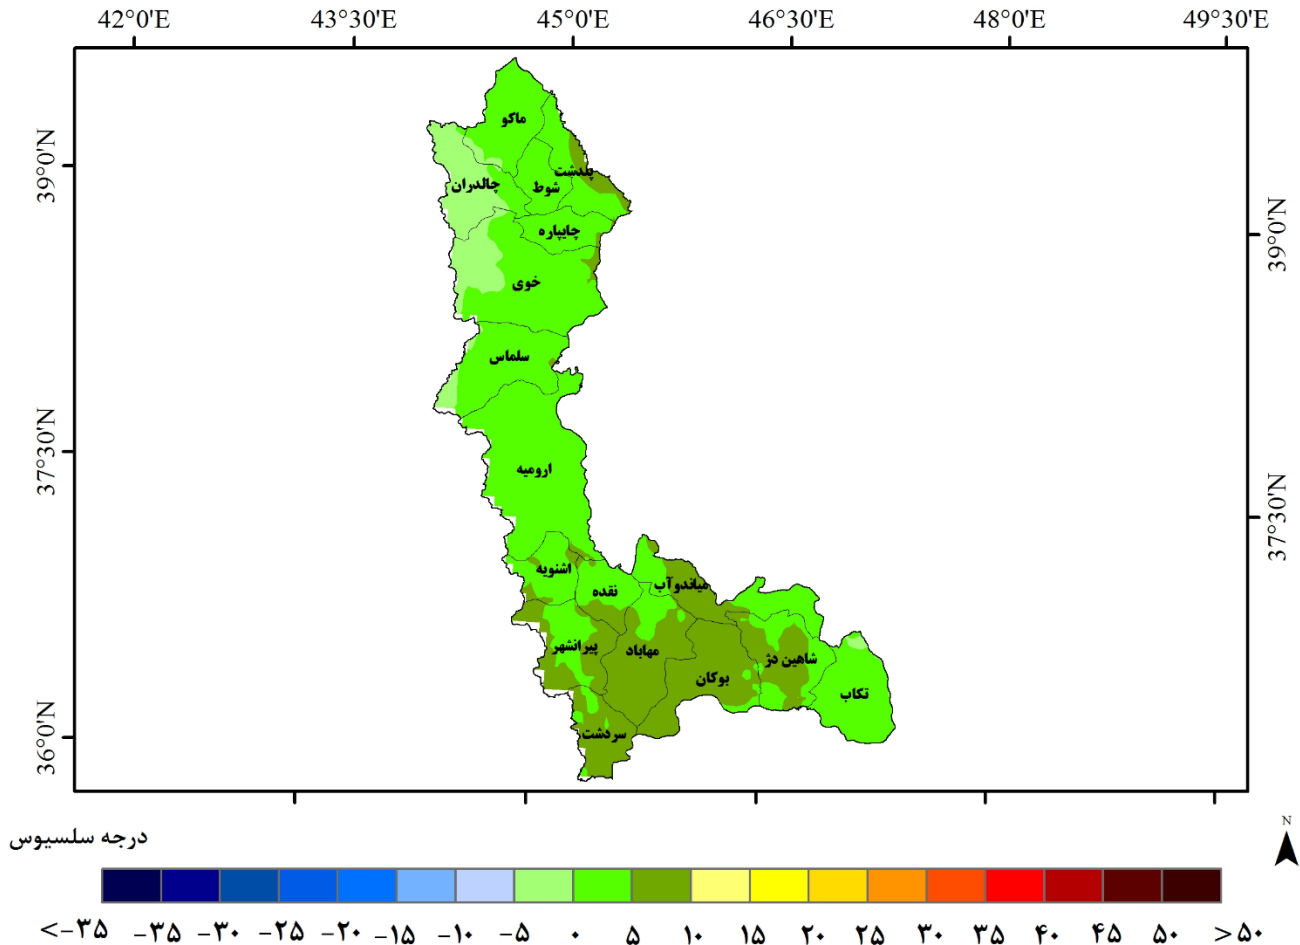 42°0'E 43°30'E 45°0'E 46°30'E 48°0'E 49°30'E
39°0'N
37°30'N
36°0'N
39°0'N
37°30'N
ماکو
پلدشت
چالدران
شوط
چایپاره
خوی
سلماس
ارومیه
اشنویه
نقده
میاندوآب
پیرانشهر
مهاباد
شاهین دژ
بوکان
تکاب
سردشت
درجه سلسیوس
N
<-۳۵ -۳۵ -۳۰ -۲۵ -۲۰ -۱۵ -۱۰ -۵ ۰ ۵ ۱۰ ۱۵ ۲۰ ۲۵ ۳۰ ۳۵ ۴۰ ۴۵ ۵۰ >۵۰